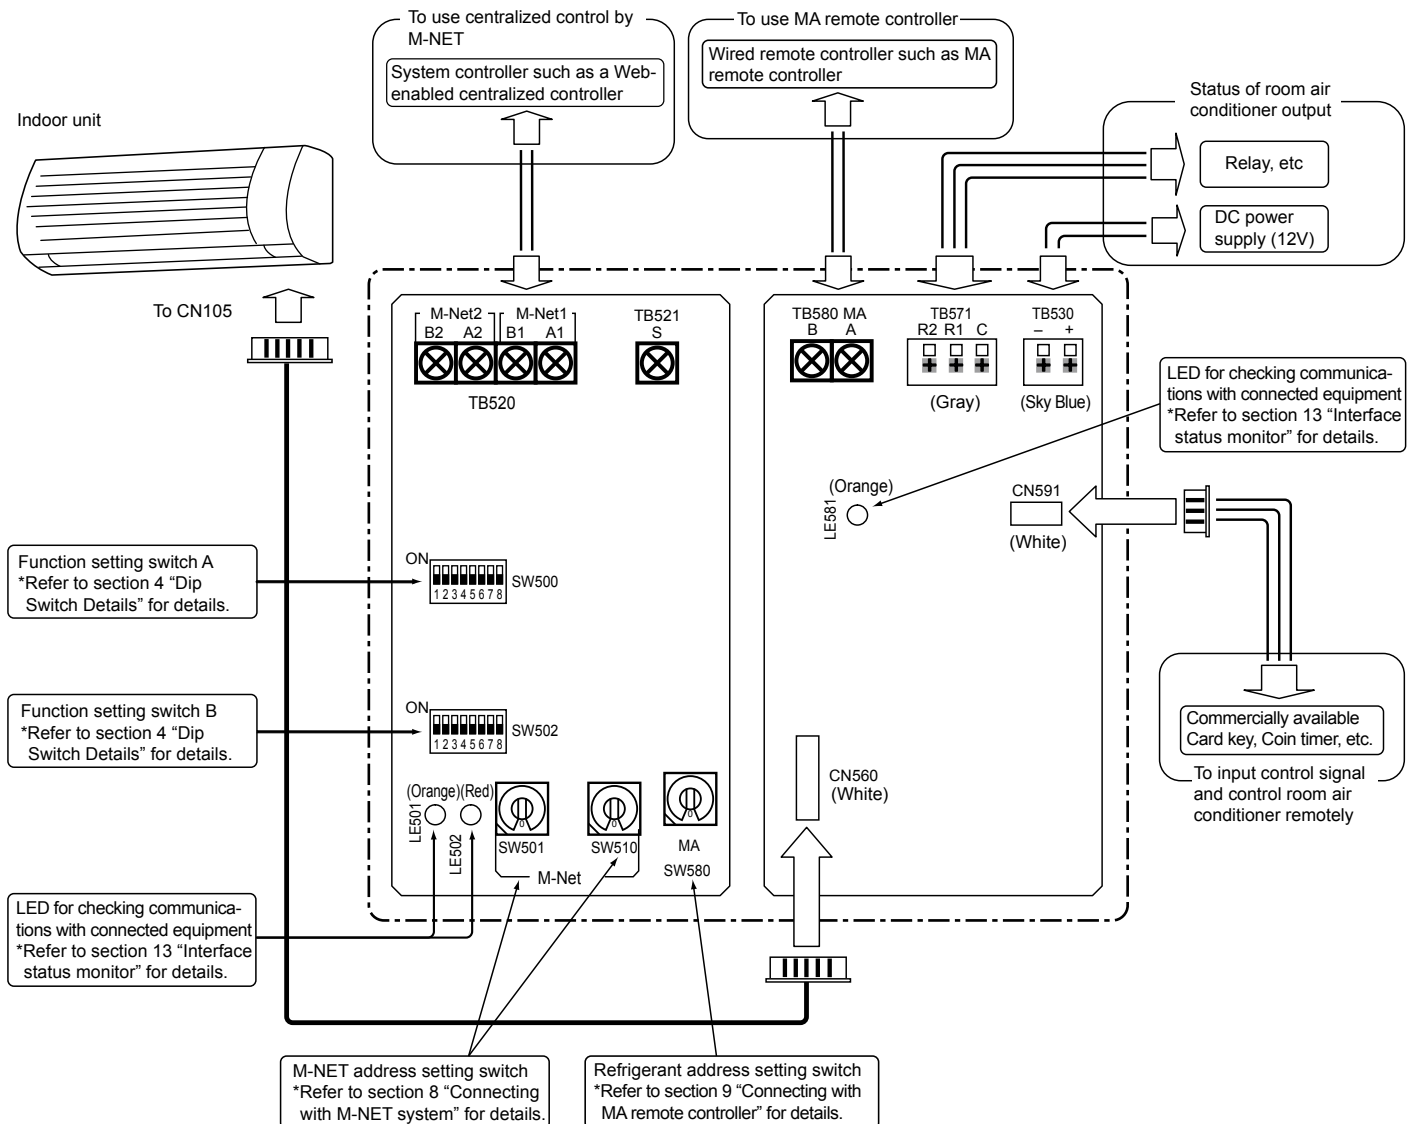 To use centralized control by
M-NET
System controller such as a Web-
enabled centralized controller
To use MA remote controller
Wired remote controller such as MA
remote controller
Status of room air
conditioner output
Relay, etc
DC power
supply (12V)
Indoor unit
To CN105
M-Net2 M-Net1
B2 A2 B1 A1
TB520
TB521
S
TB580 MA
B A
TB571
R2 R1 C
(Gray)
TB530
– +
(Sky Blue)
LED for checking communica-
tions with connected equipment
*Refer to section 13 “Interface
status monitor” for details.
(Orange)
LE581
CN591
(White)
Function setting switch A
*Refer to section 4 “Dip
Switch Details” for details.
ON
1 2 3 4 5 6 7 8
SW500
Function setting switch B
*Refer to section 4 “Dip
Switch Details” for details.
ON
1 2 3 4 5 6 7 8
SW502
Commercially available
Card key, Coin timer, etc.
To input control signal
and control room air
conditioner remotely
(Orange) (Red)
LE501
LE502
0
SW501
0
SW510
M-Net
0
MA
SW580
CN560
(White)
LED for checking communica-
tions with connected equipment
*Refer to section 13 “Interface
status monitor” for details.
M-NET address setting switch
*Refer to section 8 “Connecting
with M-NET system” for details.
Refrigerant address setting switch
*Refer to section 9 “Connecting with
MA remote controller” for details.